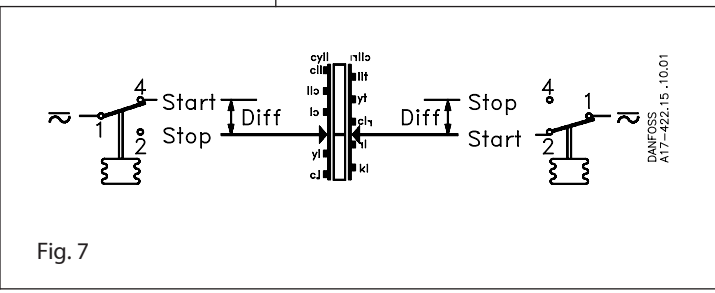 4 Start
Diff
1
2 Stop
4
Stop
1
Diff
2
Start
DANFOSS
A17-422.15.10.01
Fig. 7